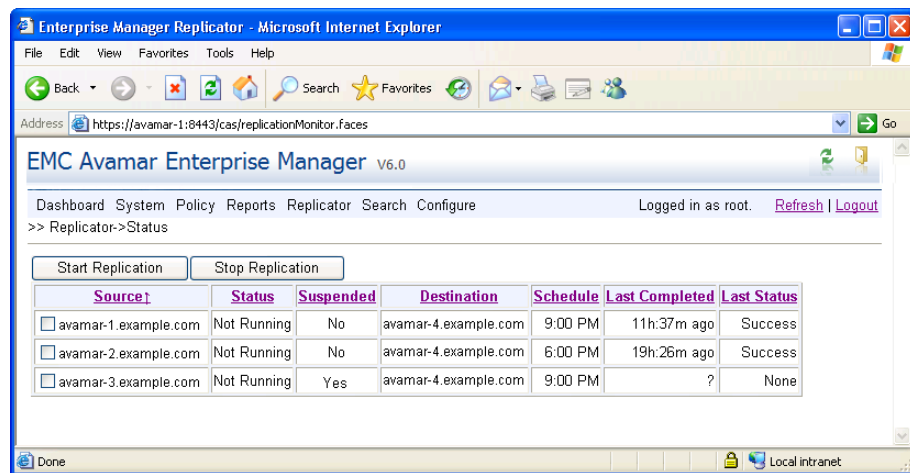 Enterprise Manager Replicator - Microsoft Internet Explorer
File Edit View Favorites Tools Help
Back Search Favorites
Address https://avamar-1:8443/cas/replicationMonitor.faces Go
EMC Avamar Enterprise Manager V6.0
Dashboard System Policy Reports Replicator Search Configure Logged in as root. Refresh | Logout
>> Replicator->Status
Start Replication Stop Replication
Source↑ Status Suspended Destination Schedule Last Completed Last Status
avamar-1.example.com Not Running No avamar-4.example.com 9:00 PM 11h:37m ago Success
avamar-2.example.com Not Running No avamar-4.example.com 6:00 PM 19h:26m ago Success
avamar-3.example.com Not Running Yes avamar-4.example.com 9:00 PM ? None
Done Local intranet